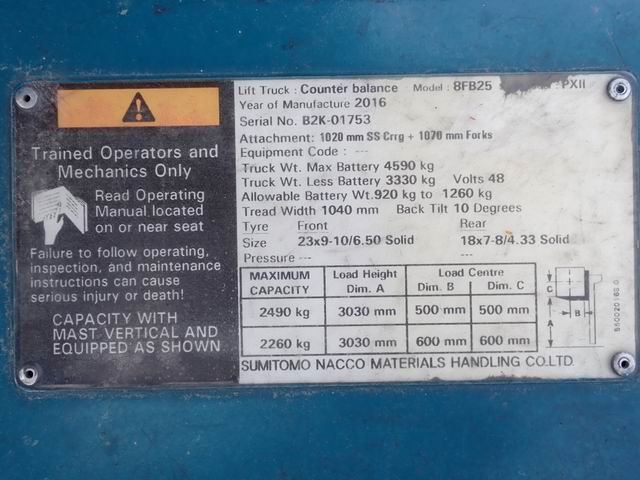 Trained Operators and
Mechanics Only
Read Operating
Manual located
on or near seat
Failure to follow operating,
inspection, and maintenance
instructions can cause
serious injury or death!
CAPACITY WITH
MAST VERTICAL AND
EQUIPPED AS SHOWN
Lift Truck : Counter balance Model : 8FB25 PXII
Year of Manufacture 2016
Serial No. B2K-01753
Attachment: 1020 mm SS Crrg + 1070 mm Forks
Equipment Code : ---
Truck Wt. Max Battery 4590 kg
Truck Wt. Less Battery 3330 kg Volts 48
Allowable Battery Wt.920 kg to 1260 kg
Tread Width 1040 mm Back Tilt 10 Degrees
Tyre Front Rear
Size 23x9-10/6.50 Solid 18x7-8/4.33 Solid
Pressure --- ---
MAXIMUM CAPACITY Load Height Dim. A Load Centre Dim. B Dim. C
2490 kg 3030 mm 500 mm 500 mm
2260 kg 3030 mm 600 mm 600 mm
C
B
A
SUMITOMO NACCO MATERIALS HANDLING CO.LTD.